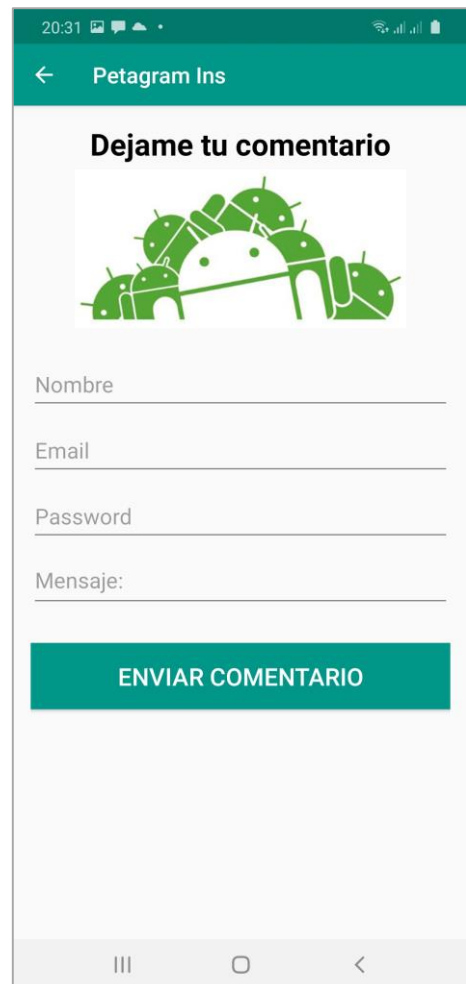 20:31
Petagram Ins
Dejame tu comentario
Nombre
Email
Password
Mensaje:
ENVIAR COMENTARIO